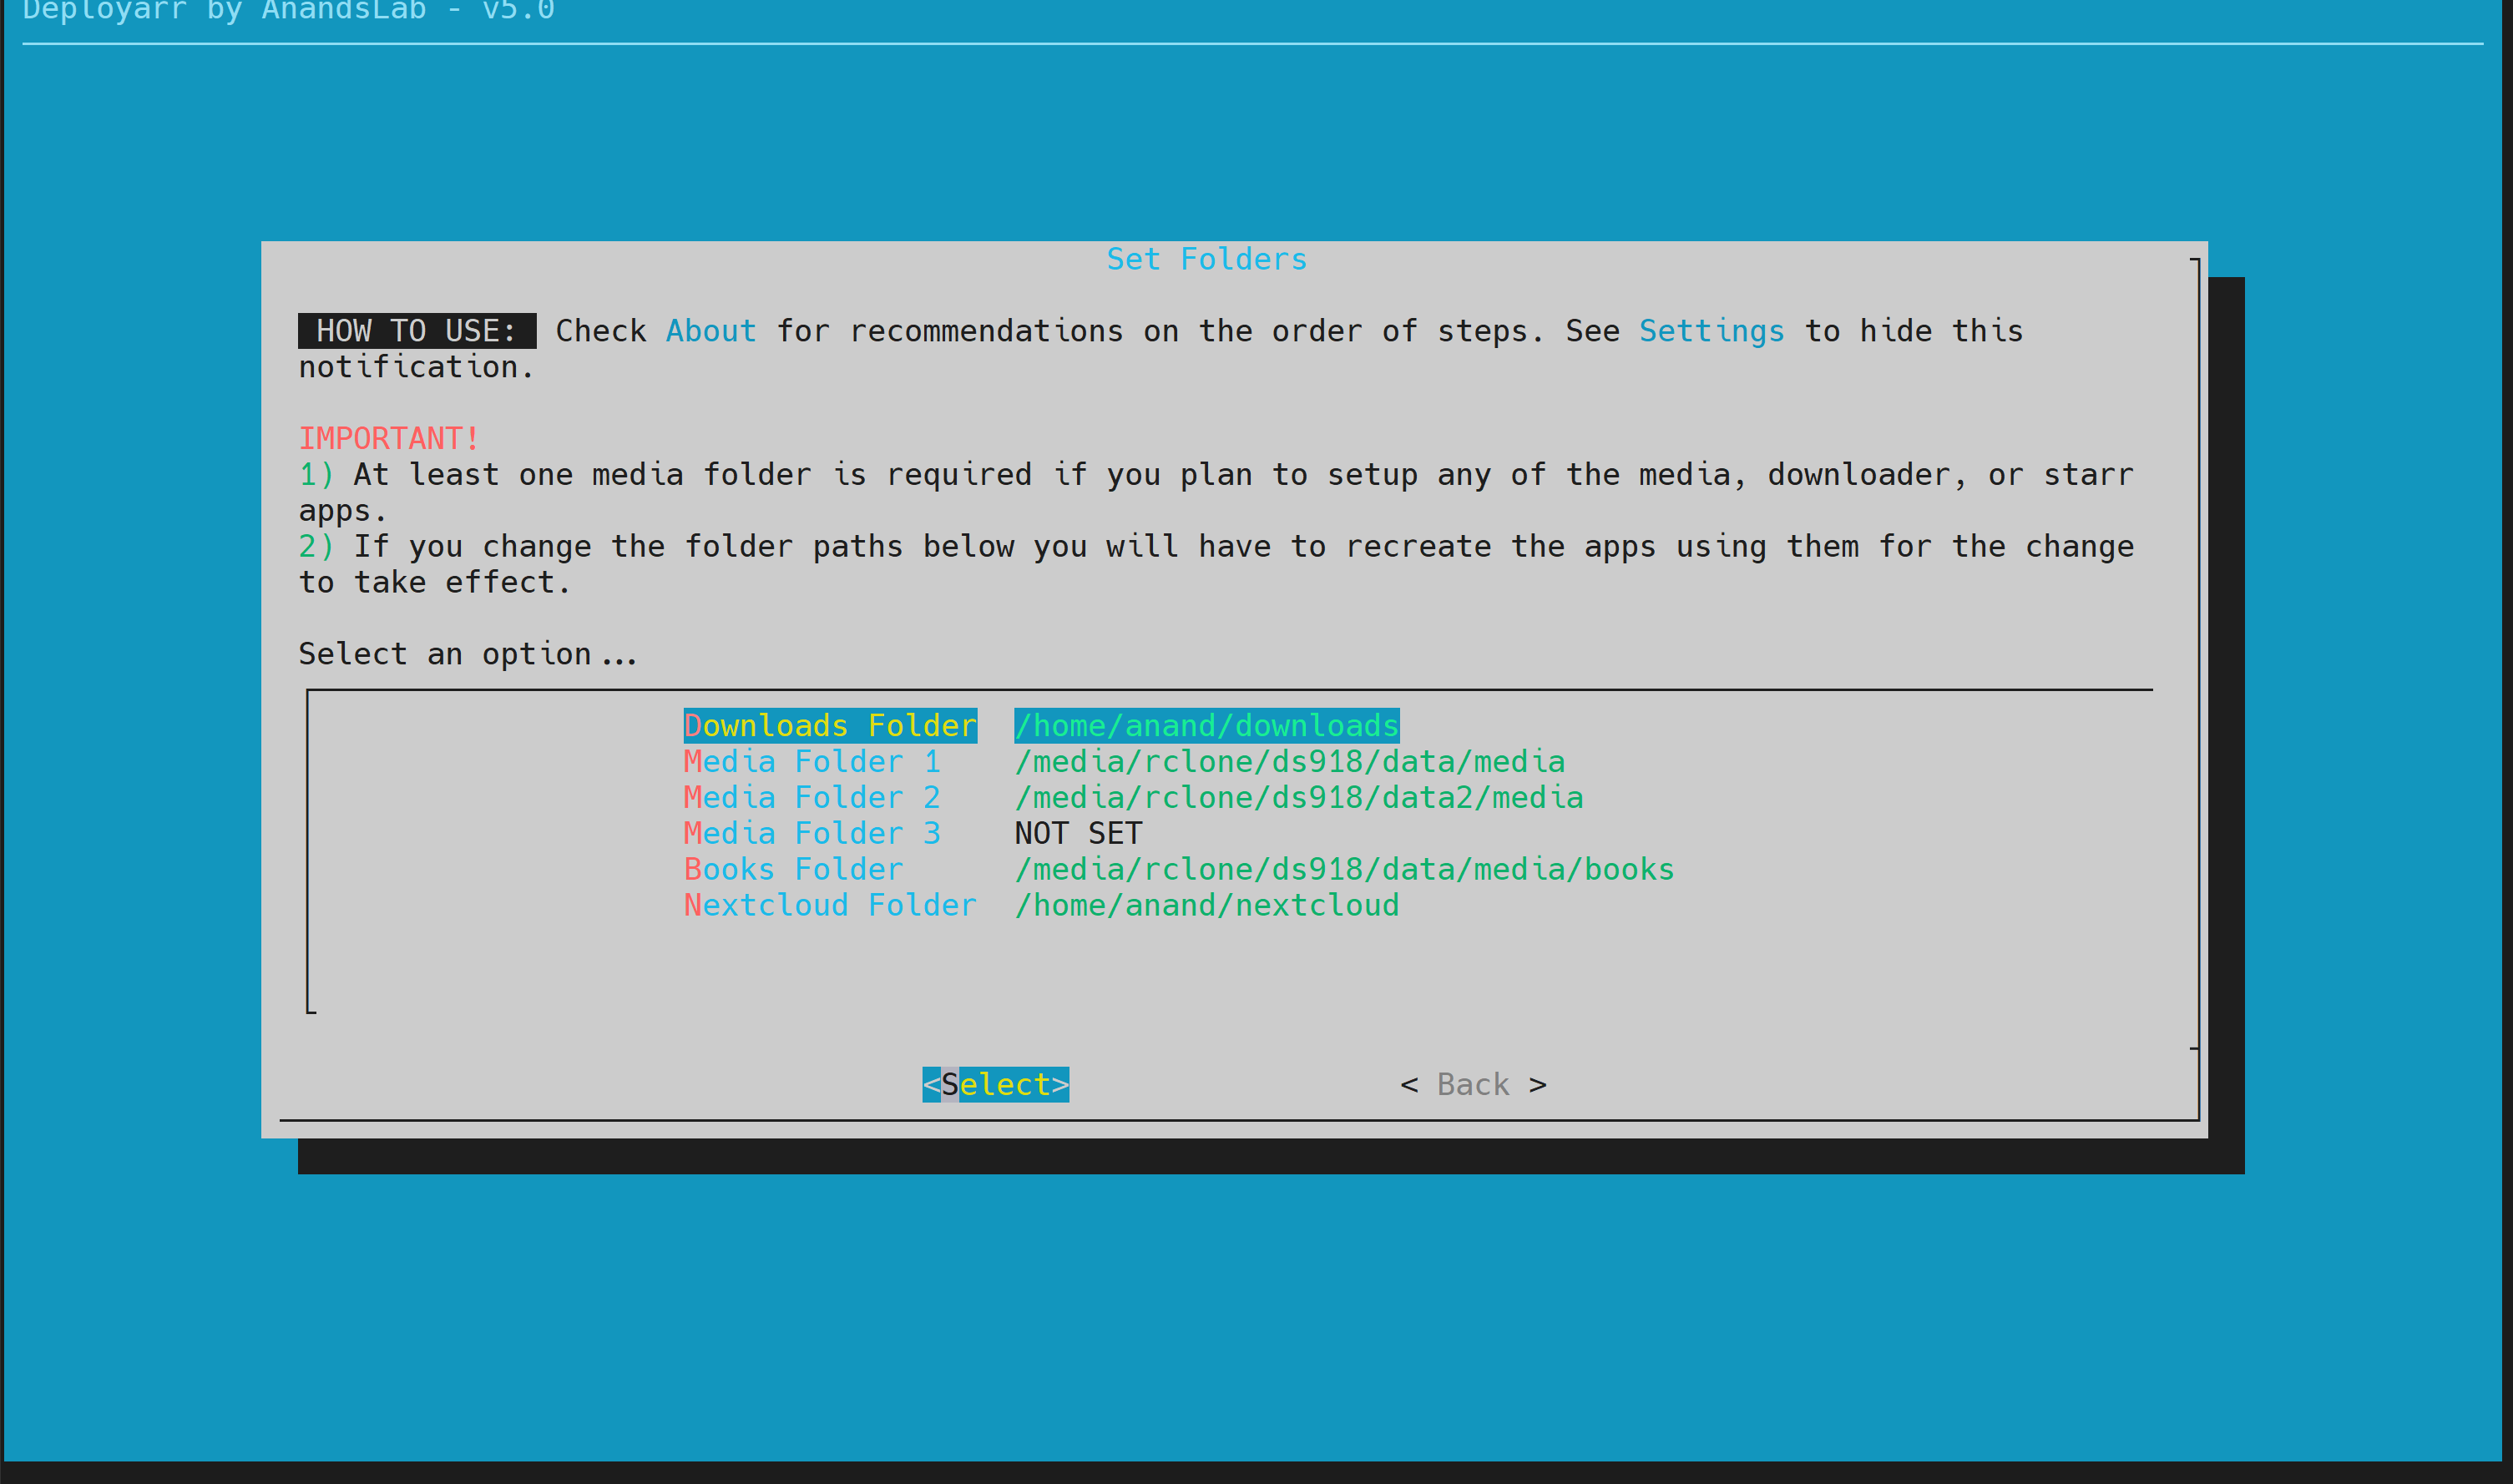 Deployarr by AnandsLab - v5.0
Set Folders
HOW TO USE: Check About for recommendations on the order of steps. See Settings to hide this
notification.
IMPORTANT!
1) At least one media folder is required if you plan to setup any of the media, downloader, or starr
apps.
2) If you change the folder paths below you will have to recreate the apps using them for the change
to take effect.
Select an option...
Downloads Folder /home/anand/downloads
Media Folder 1 /media/rclone/ds918/data/media
Media Folder 2 /media/rclone/ds918/data2/media
Media Folder 3 NOT SET
Books Folder /media/rclone/ds918/data/media/books
Nextcloud Folder /home/anand/nextcloud
<Select> < Back >